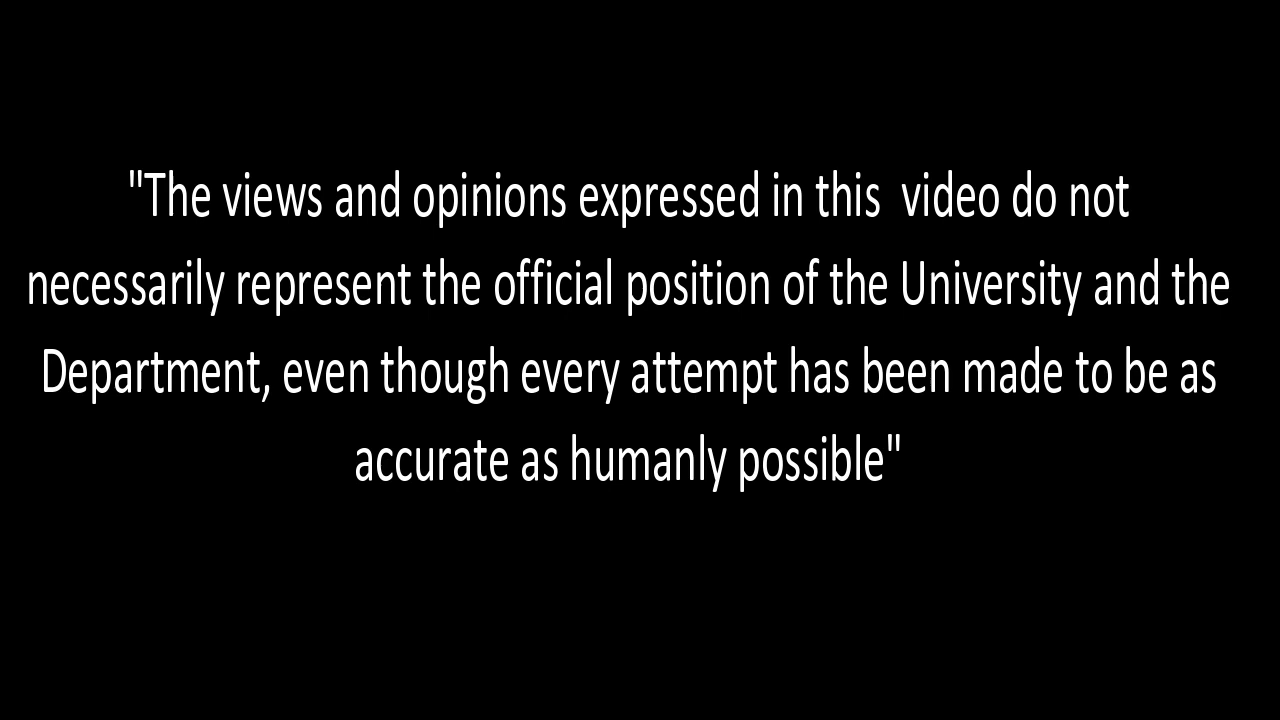 "The views and opinions expressed in this  video do not
necessarily represent the official position of the University and the
Department, even though every attempt has been made to be as
accurate as humanly possible"